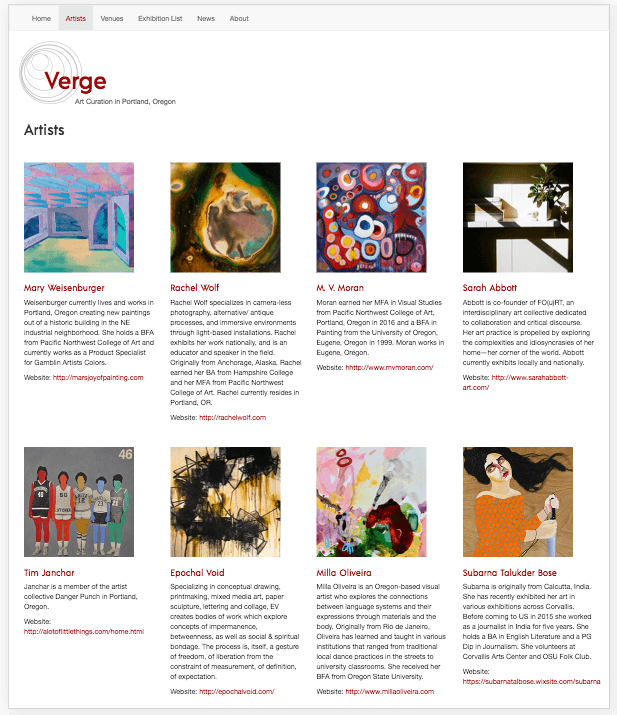 Home Artists Venues Exhibition List News About
Verge
Art Curation in Portland, Oregon
Artists
Mary Weisenburger
Weisenburger currently lives and works in
Portland, Oregon creating new paintings
out of a historic building in the NE
industrial neighborhood. She holds a BFA
from Pacific Northwest College of Art and
currently works as a Product Specialist
for Gamblin Artists Colors.
Website: http://marsjoyofpainting.com
Rachel Wolf
Rachel Wolf specializes in camera-less
photography, alternative/ antique
processes, and immersive environments
through light-based installations. Rachel
exhibits her work nationally, and is an
educator and speaker in the field.
Originally from Anchorage, Alaska, Rachel
earned her BA from Hampshire College
and her MFA from Pacific Northwest
College of Art. Rachel currently resides in
Portland, OR.
Website: http://rachelwolf.com
M. V. Moran
Moran earned her MFA in Visual Studies
from Pacific Northwest College of Art,
Portland, Oregon in 2016 and a BFA in
Painting from the University of Oregon,
Eugene, Oregon in 1999. Moran works in
Eugene, Oregon.
Website: hhttp://www.mvmoran.com/
Sarah Abbott
Abbott is co-founder of FO(u)RT, an
interdisciplinary art collective dedicated
to collaboration and critical discourse.
Her art practice is propelled by exploring
the complexities and idiosyncrasies of her
home—her corner of the world. Abbott
currently exhibits locally and nationally.
Website: http://www.sarahabbott-
art.com/
46
Tim Janchar
Janchar is a member of the artist
collective Danger Punch in Portland,
Oregon.
Website:
http://alotoflittlethings.com/home.html
Epochal Void
Specializing in conceptual drawing,
printmaking, mixed media art, paper
sculpture, lettering and collage, EV
creates bodies of work which explore
concepts of impermanence,
betweenness, as well as social & spiritual
bondage. The process is, itself, a gesture
of freedom, of liberation from the
constraint of measurement, of definition,
of expectation.
Website: http://epochalvoid.com/
Milla Oliveira
Milla Oliveira is an Oregon-based visual
artist who explores the connections
between language systems and their
expressions through materials and the
body. Originally from Rio de Janeiro,
Oliveira has learned and taught in various
institutions that ranged from traditional
local dance practices in the streets to
university classrooms. She received her
BFA from Oregon State University.
Website: http://www.millaoliveira.com
Subarna Talukder Bose
Subarna is originally from Calcutta, India.
She has recently exhibited her art in
various exhibitions across Corvallis.
Before coming to US in 2015 she worked
as a journalist in India for five years. She
holds a BA in English Literature and a PG
Dip in Journalism. She volunteers at
Corvallis Arts Center and OSU Folk Club.
Website:
https://subarnatalbose.wixsite.com/subarna